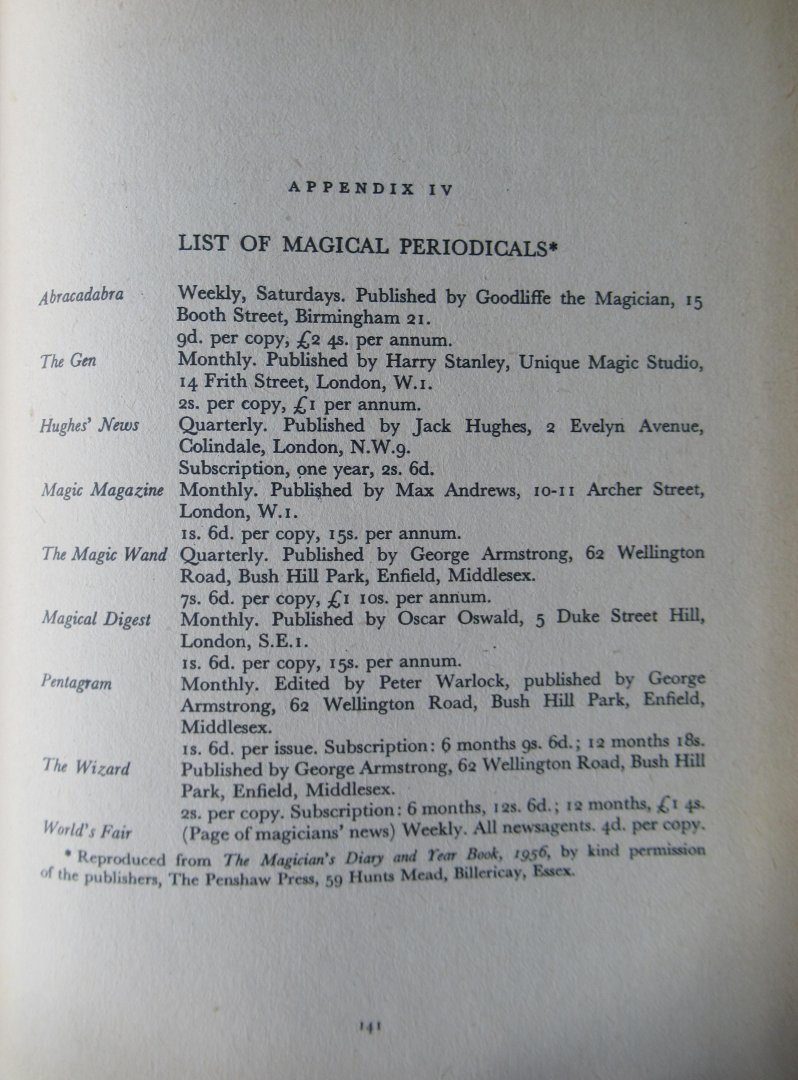 APPENDIX IV
LIST OF MAGICAL PERIODICALS*
Abracadabra Weekly, Saturdays. Published by Goodliffe the Magician, 15
Booth Street, Birmingham 21.
9d. per copy, £2 4s. per annum.
The Gen Monthly. Published by Harry Stanley, Unique Magic Studio,
14 Frith Street, London, W.1.
2s. per copy, £1 per annum.
Hughes' News Quarterly. Published by Jack Hughes, 2 Evelyn Avenue,
Colindale, London, N.W.9.
Subscription, one year, 2s. 6d.
Magic Magazine Monthly. Published by Max Andrews, 10-11 Archer Street,
London, W.1.
1s. 6d. per copy, 15s. per annum.
The Magic Wand Quarterly. Published by George Armstrong, 62 Wellington
Road, Bush Hill Park, Enfield, Middlesex.
7s. 6d. per copy, £1 10s. per annum.
Magical Digest Monthly. Published by Oscar Oswald, 5 Duke Street Hill,
London, S.E.1.
1s. 6d. per copy, 15s. per annum.
Pentagram Monthly. Edited by Peter Warlock, published by George
Armstrong, 62 Wellington Road, Bush Hill Park, Enfield,
Middlesex.
1s. 6d. per issue. Subscription: 6 months 9s. 6d.; 12 months 18s.
The Wizard Published by George Armstrong, 62 Wellington Road, Bush Hill
Park, Enfield, Middlesex.
2s. per copy. Subscription: 6 months, 12s. 6d.; 12 months, £1 4s.
World's Fair (Page of magicians' news) Weekly. All newsagents. 4d. per copy.
* Reproduced from The Magician's Diary and Year Book, 1956, by kind permission
of the publishers, The Penshaw Press, 59 Hunts Mead, Billericay, Essex.
141